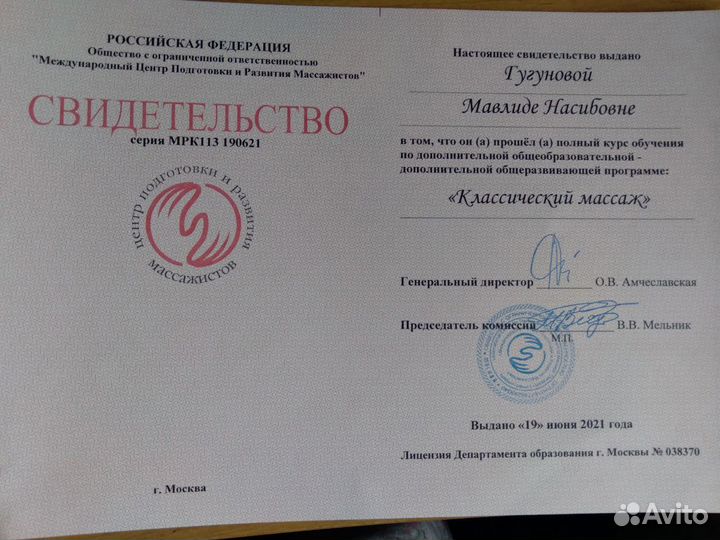 РОССИЙСКАЯ ФЕДЕРАЦИЯ
Общество с ограниченной ответственностью
"Международный Центр Подготовки и Развития Массажистов"
СВИДЕТЕЛЬСТВО
серия МРК113 190621
центр подготовки и развития
массажистов
г. Москва
Настоящее свидетельство выдано
Гугуновой
Мавлиде Насибовне
в том, что он (а) прошёл (а) полный курс обучения
по дополнительной общеобразовательной -
дополнительной общеразвивающей программе:
«Классический массаж»
Генеральный директор О.В. Амчеславская
Председатель комиссии В.В. Мельник
М.П.
Выдано «19» июня 2021 года
Лицензия Департамента образования г. Москвы № 038370
Avito